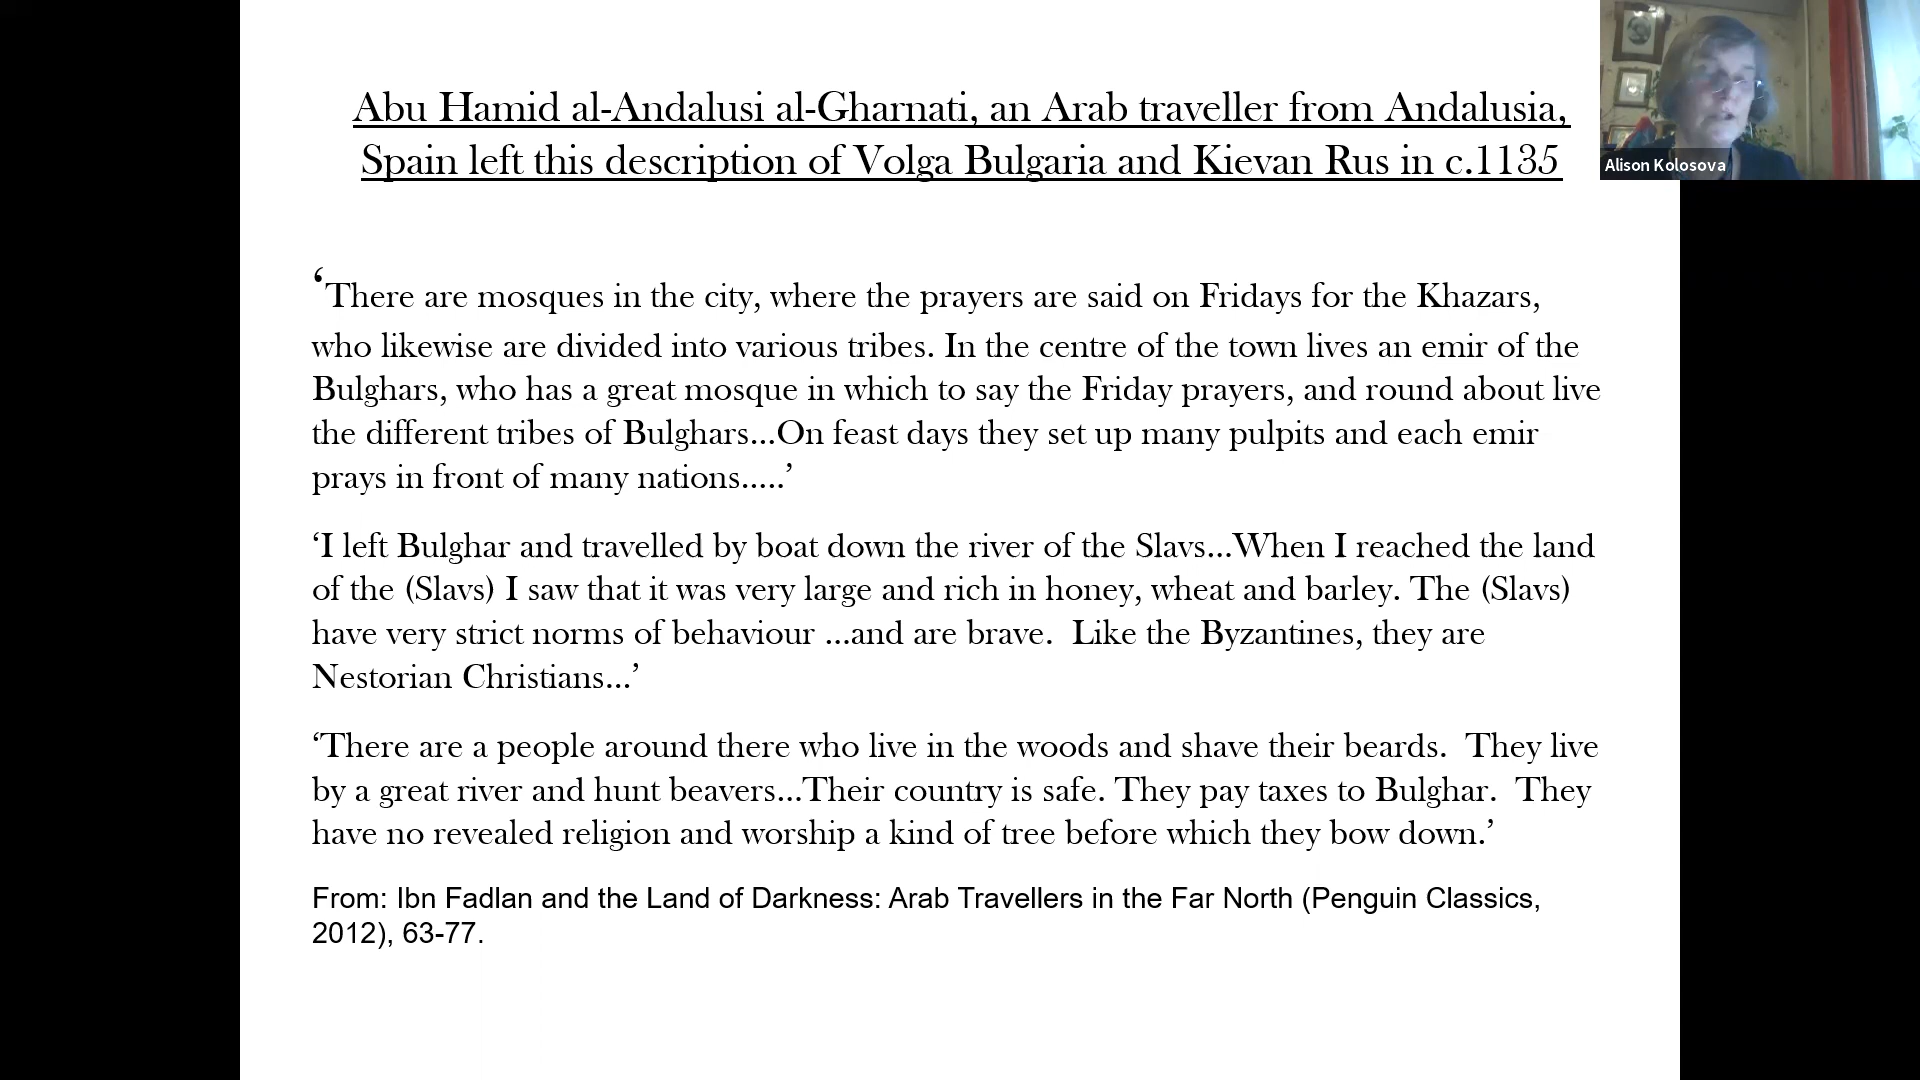 Abu Hamid al-Andalusi al-Gharnati, an Arab traveller from Andalusia,
Spain left this description of Volga Bulgaria and Kievan Rus in c.1135
Alison Kolosova
‘There are mosques in the city, where the prayers are said on Fridays for the Khazars,
who likewise are divided into various tribes. In the centre of the town lives an emir of the
Bulghars, who has a great mosque in which to say the Friday prayers, and round about live
the different tribes of Bulghars...On feast days they set up many pulpits and each emir
prays in front of many nations.....’
‘I left Bulghar and travelled by boat down the river of the Slavs...When I reached the land
of the (Slavs) I saw that it was very large and rich in honey, wheat and barley. The (Slavs)
have very strict norms of behaviour ...and are brave.  Like the Byzantines, they are
Nestorian Christians...’
‘There are a people around there who live in the woods and shave their beards.  They live
by a great river and hunt beavers...Their country is safe. They pay taxes to Bulghar.  They
have no revealed religion and worship a kind of tree before which they bow down.’
From: Ibn Fadlan and the Land of Darkness: Arab Travellers in the Far North (Penguin Classics,
2012), 63-77.